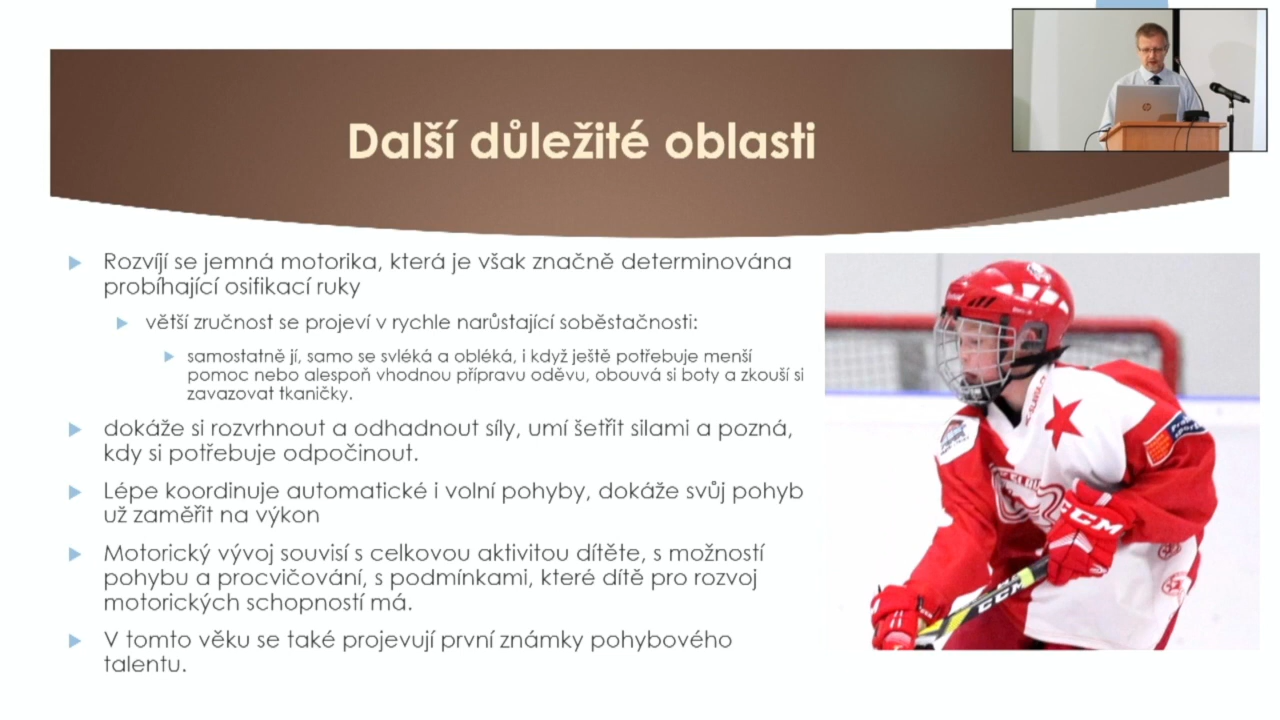 Další důležité oblasti
Rozvíjí se jemná motorika, která je však značně determinována
probíhající osifikací ruky
větší zručnost se projeví v rychle narůstající soběstačnosti:
samostatně jí, samo se svléká a obléká, i když ještě potřebuje menší
pomoc nebo alespoň vhodnou přípravu oděvu, obouvá si boty a zkouší si
zavazovat tkaničky.
dokáže si rozvrhnout a odhadnout síly, umí šetřit silami a pozná,
kdy si potřebuje odpočinout.
Lépe koordinuje automatické i volní pohyby, dokáže svůj pohyb
už zaměřit na výkon
Motorický vývoj souvisí s celkovou aktivitou dítěte, s možností
pohybu a procvičování, s podmínkami, které dítě pro rozvoj
motorických schopností má.
V tomto věku se také projevují první známky pohybového
talentu.
CCM
CCM